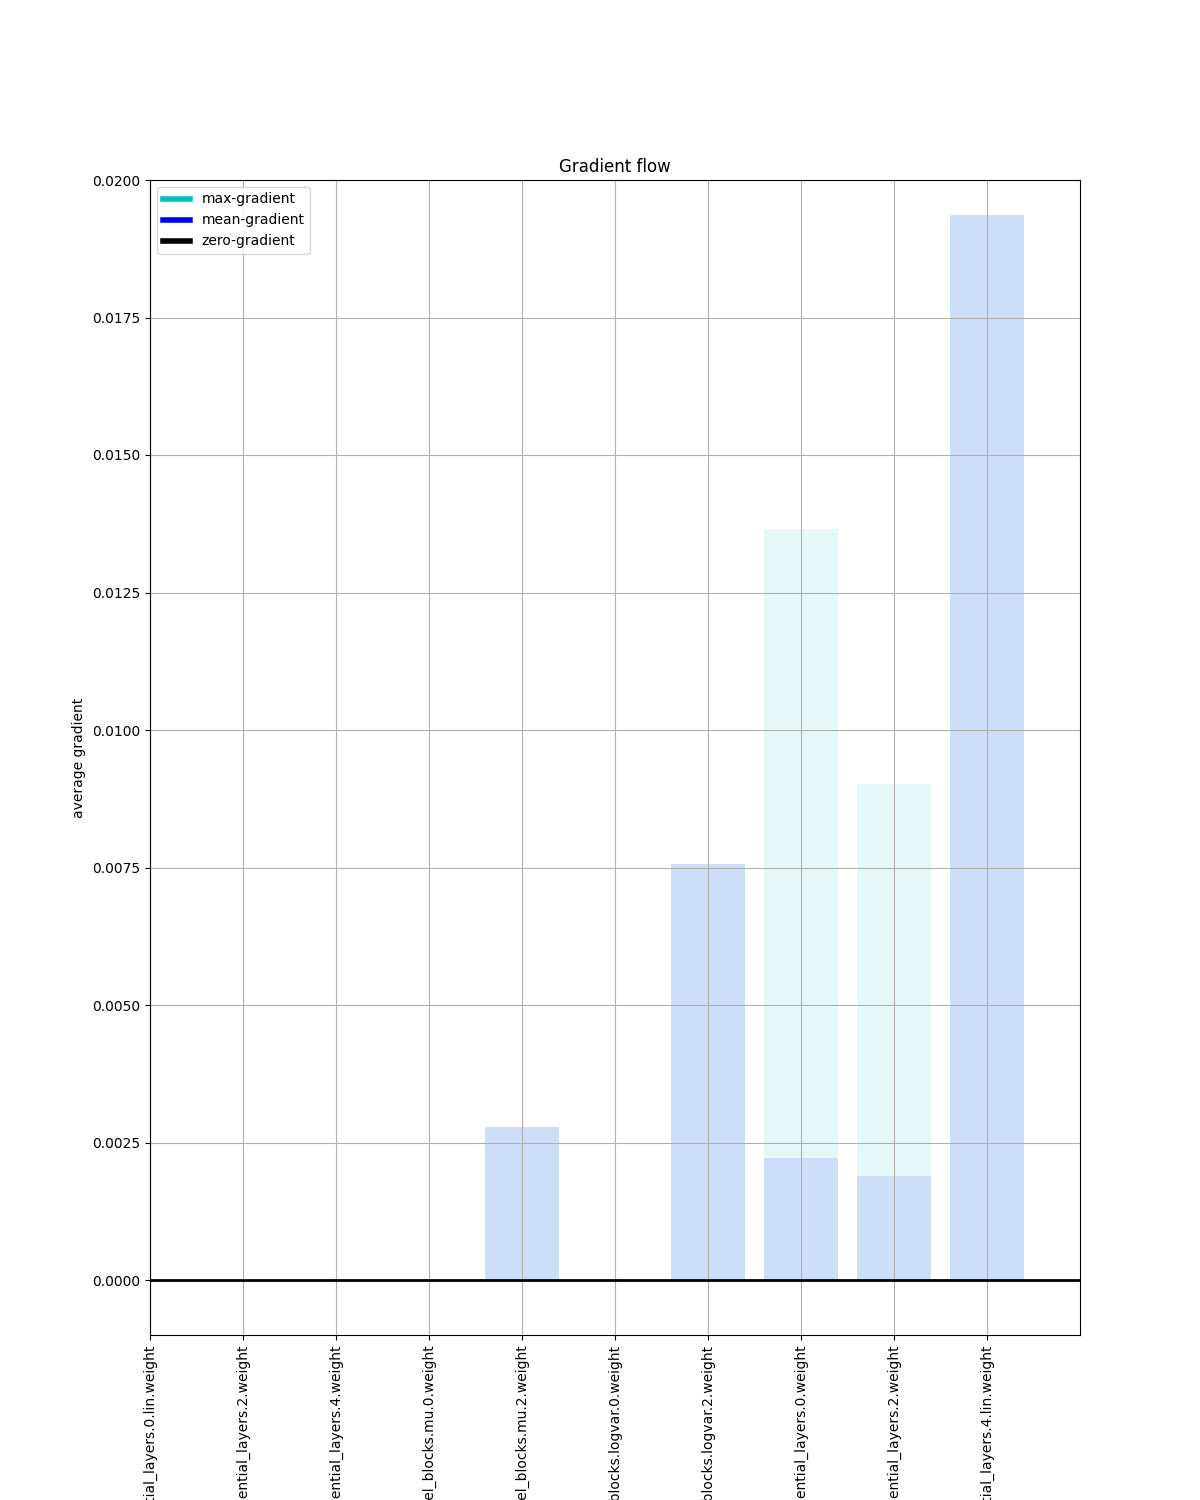 Gradient flow
max-gradient
mean-gradient
zero-gradient
0.0200
0.0175
0.0150
0.0125
0.0100
0.0075
0.0050
0.0025
0.0000
average gradient
tial_layers.0.lin.weight
ential_layers.2.weight
ential_layers.4.weight
el_blocks.mu.0.weight
el_blocks.mu.2.weight
blocks.logvar.0.weight
blocks.logvar.2.weight
ential_layers.0.weight
ential_layers.2.weight
tial_layers.4.lin.weight